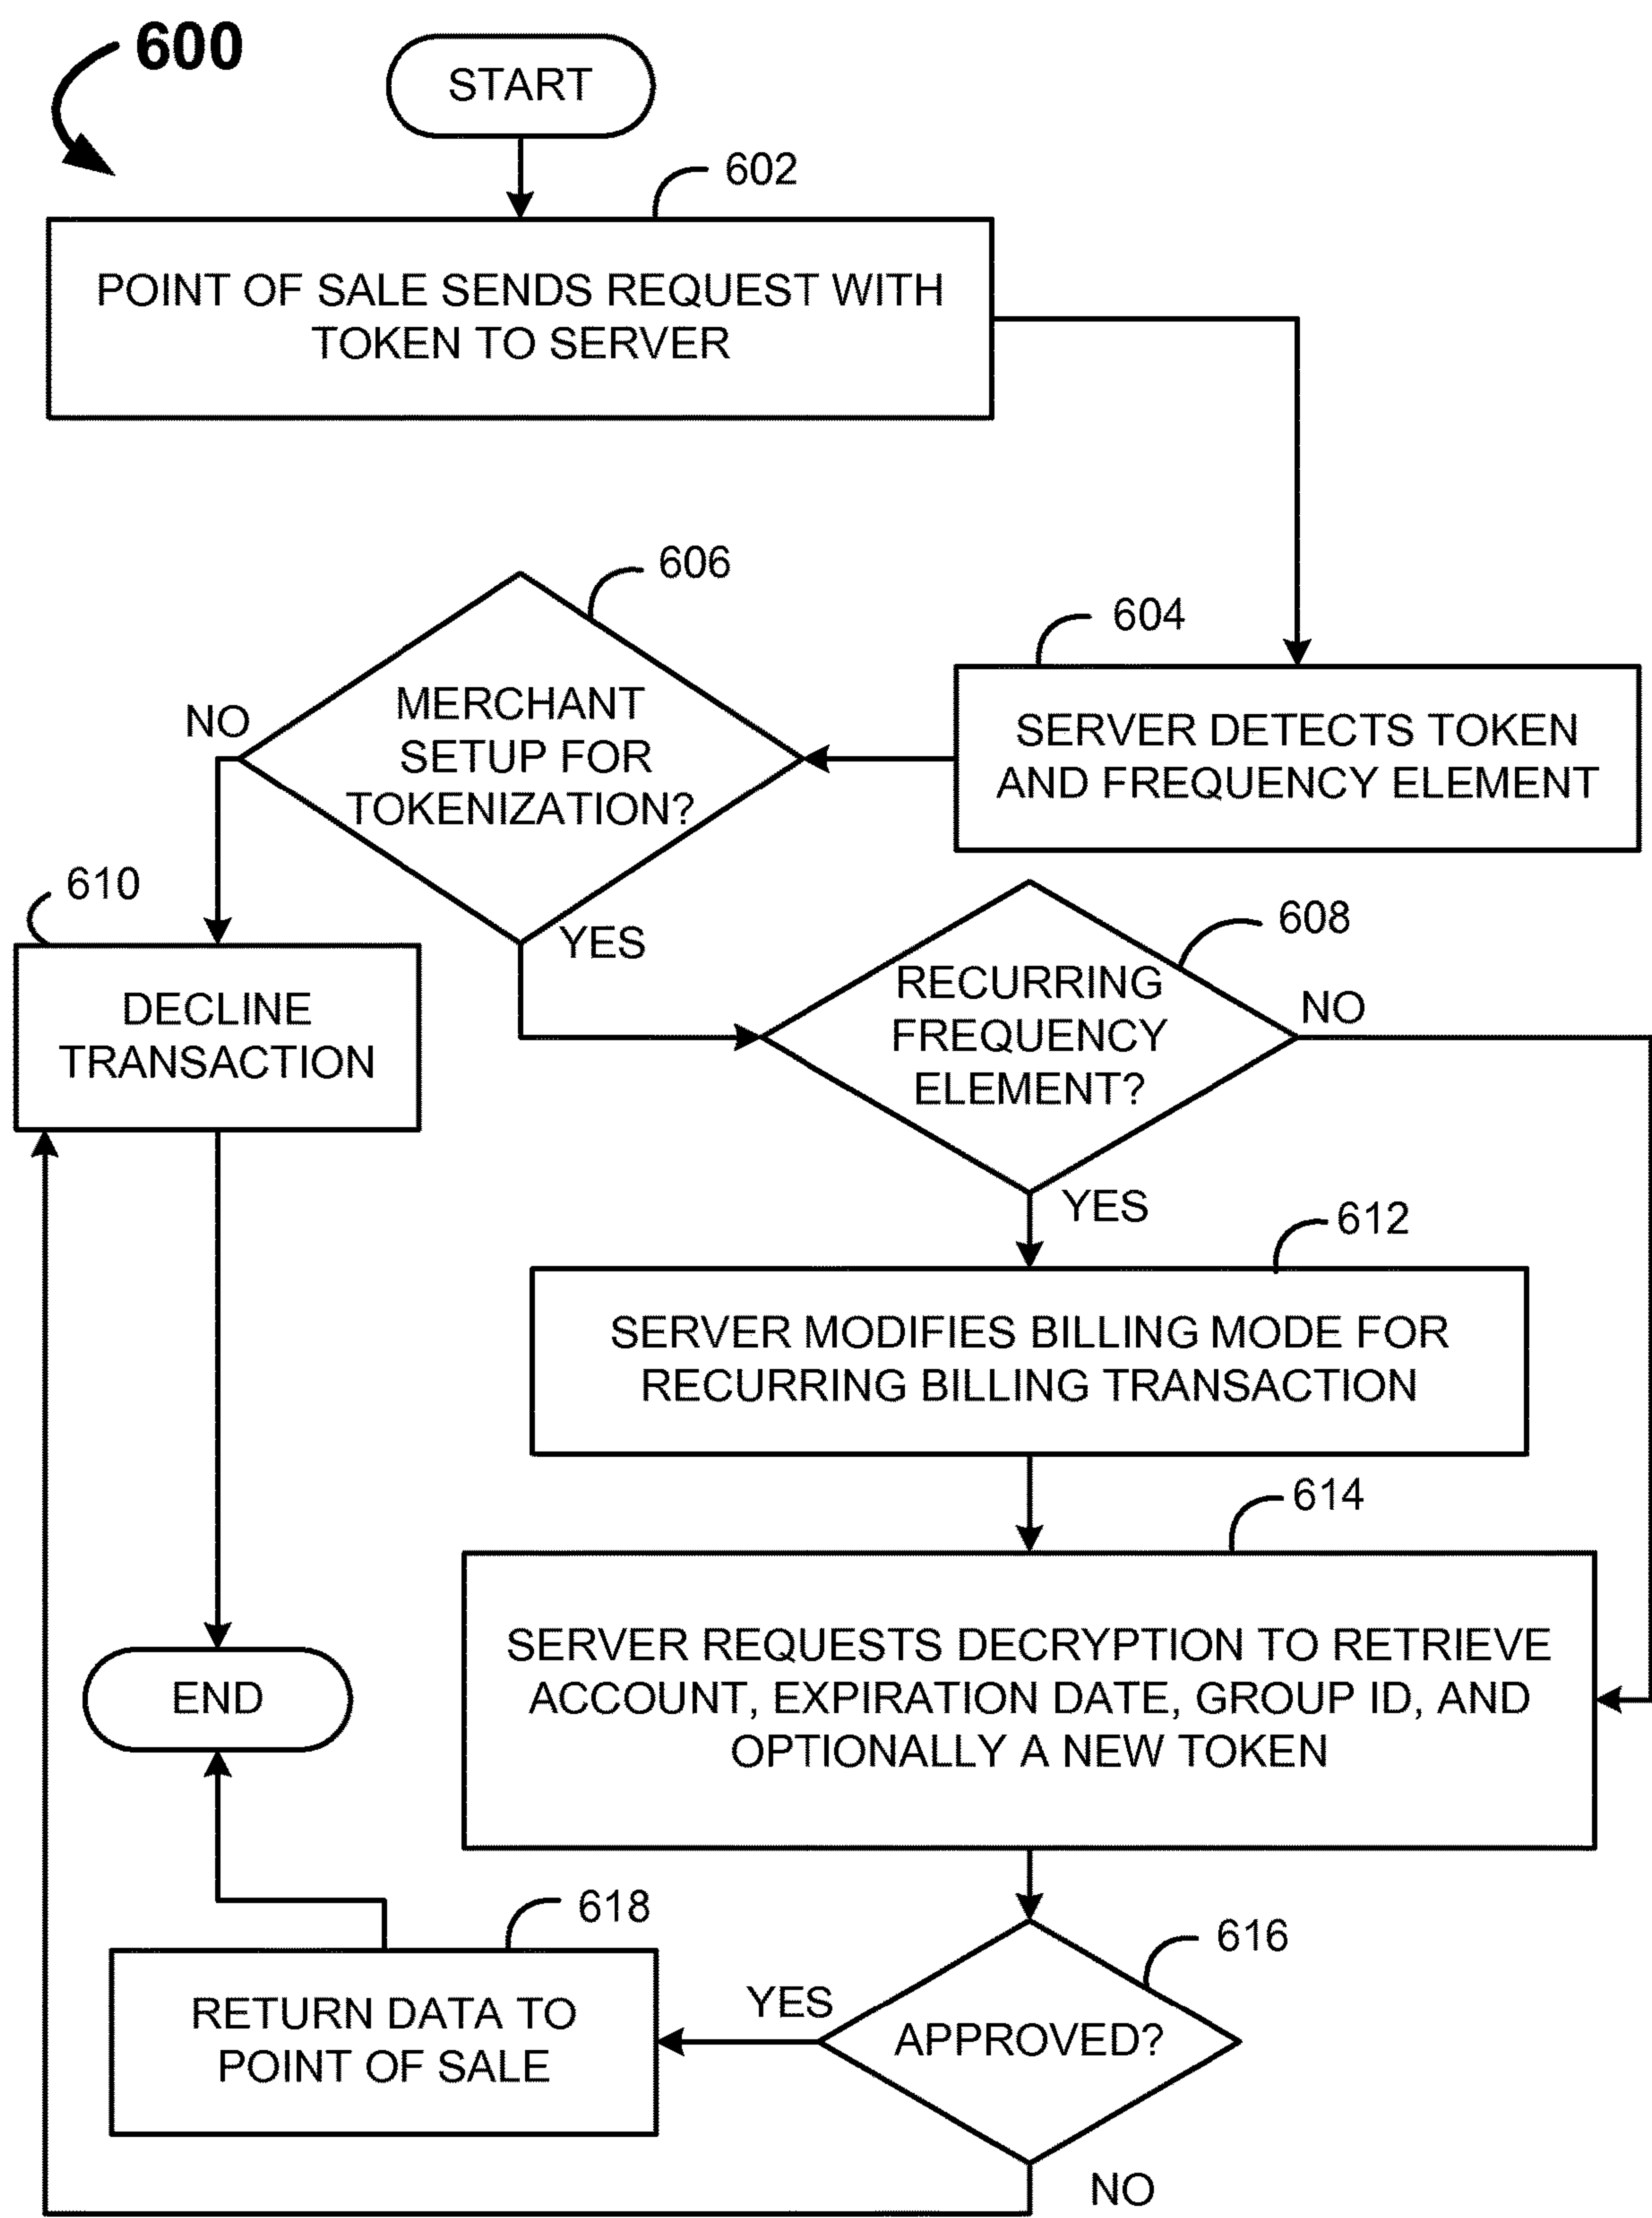 600
START
602
POINT OF SALE SENDS REQUEST WITH
TOKEN TO SERVER
606
604
MERCHANT
SETUP FOR
TOKENIZATION?
NO
SERVER DETECTS TOKEN
AND FREQUENCY ELEMENT
610
YES
608
DECLINE
TRANSACTION
RECURRING
FREQUENCY
ELEMENT?
NO
YES
612
SERVER MODIFIES BILLING MODE FOR
RECURRING BILLING TRANSACTION
614
SERVER REQUESTS DECRYPTION TO RETRIEVE
ACCOUNT, EXPIRATION DATE, GROUP ID, AND
OPTIONALLY A NEW TOKEN
END
618
616
RETURN DATA TO
POINT OF SALE
YES
APPROVED?
NO